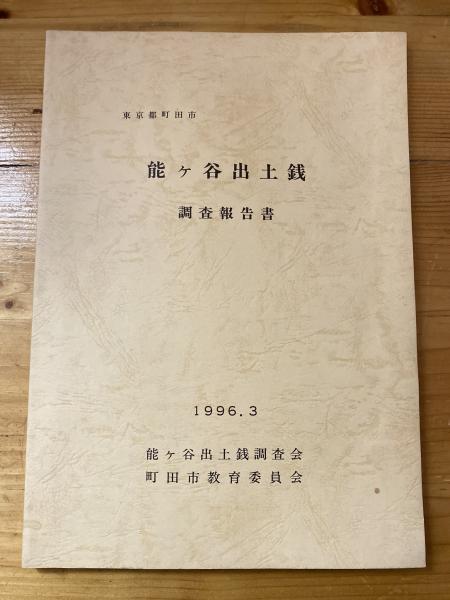 東京都町田市
能ヶ谷出土銭
調査報告書
1996.3
能ヶ谷出土銭調査会
町田市教育委員会